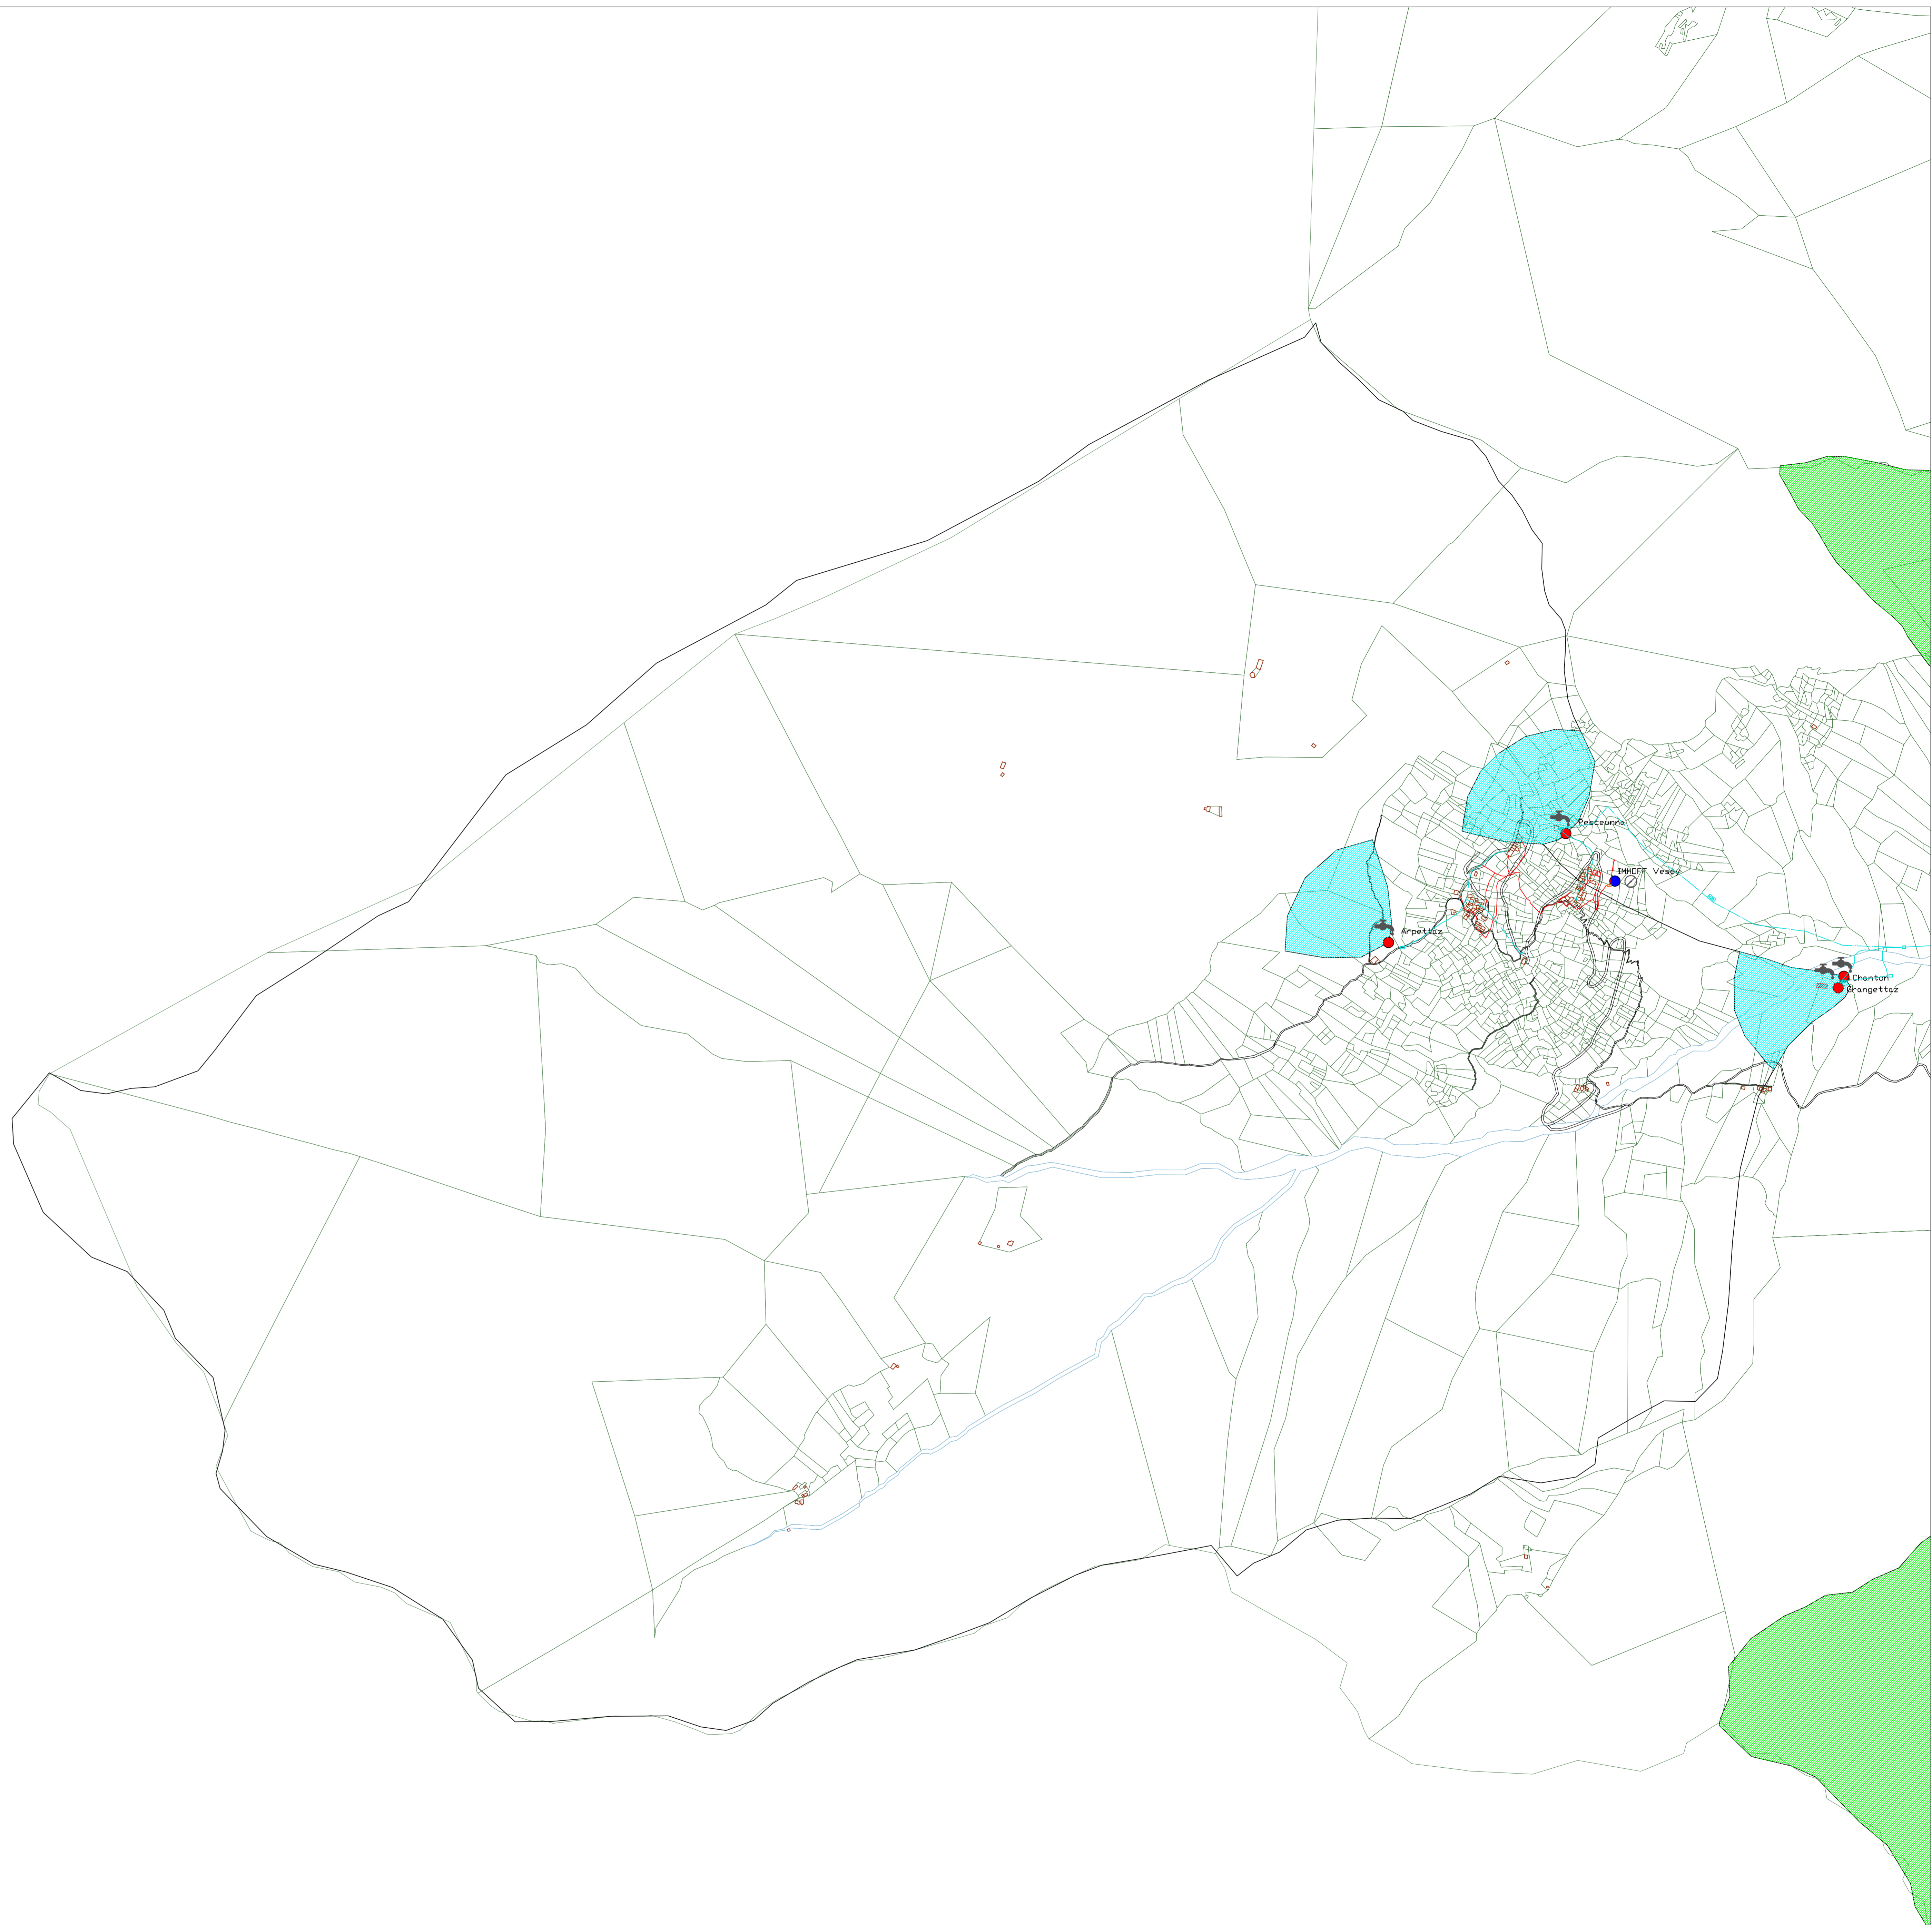 Pesceunna
IMHOFF Vesey
Arpettaz
Chanton
Grangettaz